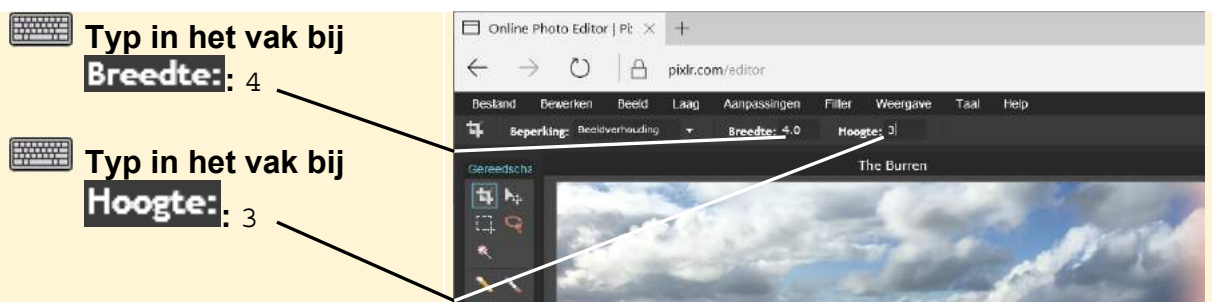 Typ in het vak bij
Breedte:: 4
Typ in het vak bij
Hoogte:: 3
Online Photo Editor | Pi:
pixlr.com/editor
Bestand Bewerken Beeld Laag Aanpassingen Filter Weergave Taal Help
Beperking: Beeldverhouding Breedte: 4.0 Hoogte: 3
Gereedscha
The Burren